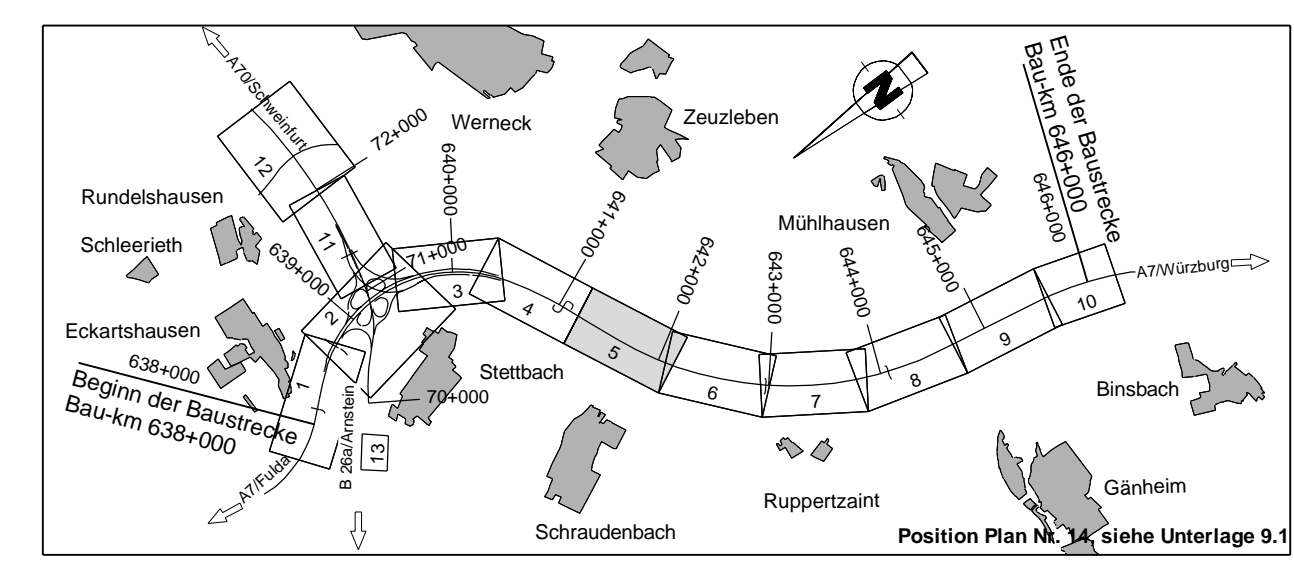 A70/Schweinfurt
12
72+000
Werneck
Zeuzleben
N
Ende der Baustrecke
Bau-km 646+000
646+000
Rundelshausen
Schleerieth
11
640+000
641+000
Mühlhausen
639+000
71+000
642+000
643+000
644+000
645+000
A7/Würzburg
Eckartshausen
638+000
Beginn der Baustrecke
Bau-km 638+000
1
2
3
4
5
6
7
8
9
10
Stettbach
70+000
Binsbach
A7/Fulda
B 26a/Arnstein
13
Schraudenbach
Ruppertzaint
Gänheim
Position Plan Nr. 14, siehe Unterlage 9.1